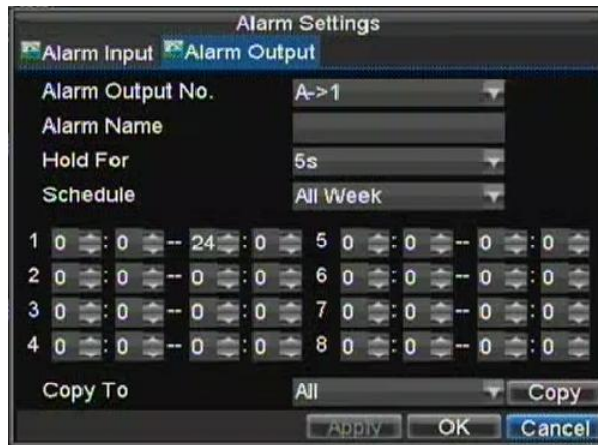 Alarm Settings
Alarm Input Alarm Output
Alarm Output No. A->1
Alarm Name
Hold For 5s
Schedule All Week
1 0 : 0 -- 24 : 0 5 0 : 0 -- 0 : 0
2 0 : 0 -- 0 : 0 6 0 : 0 -- 0 : 0
3 0 : 0 -- 0 : 0 7 0 : 0 -- 0 : 0
4 0 : 0 -- 0 : 0 8 0 : 0 -- 0 : 0
Copy To All Copy
Apply OK Cancel